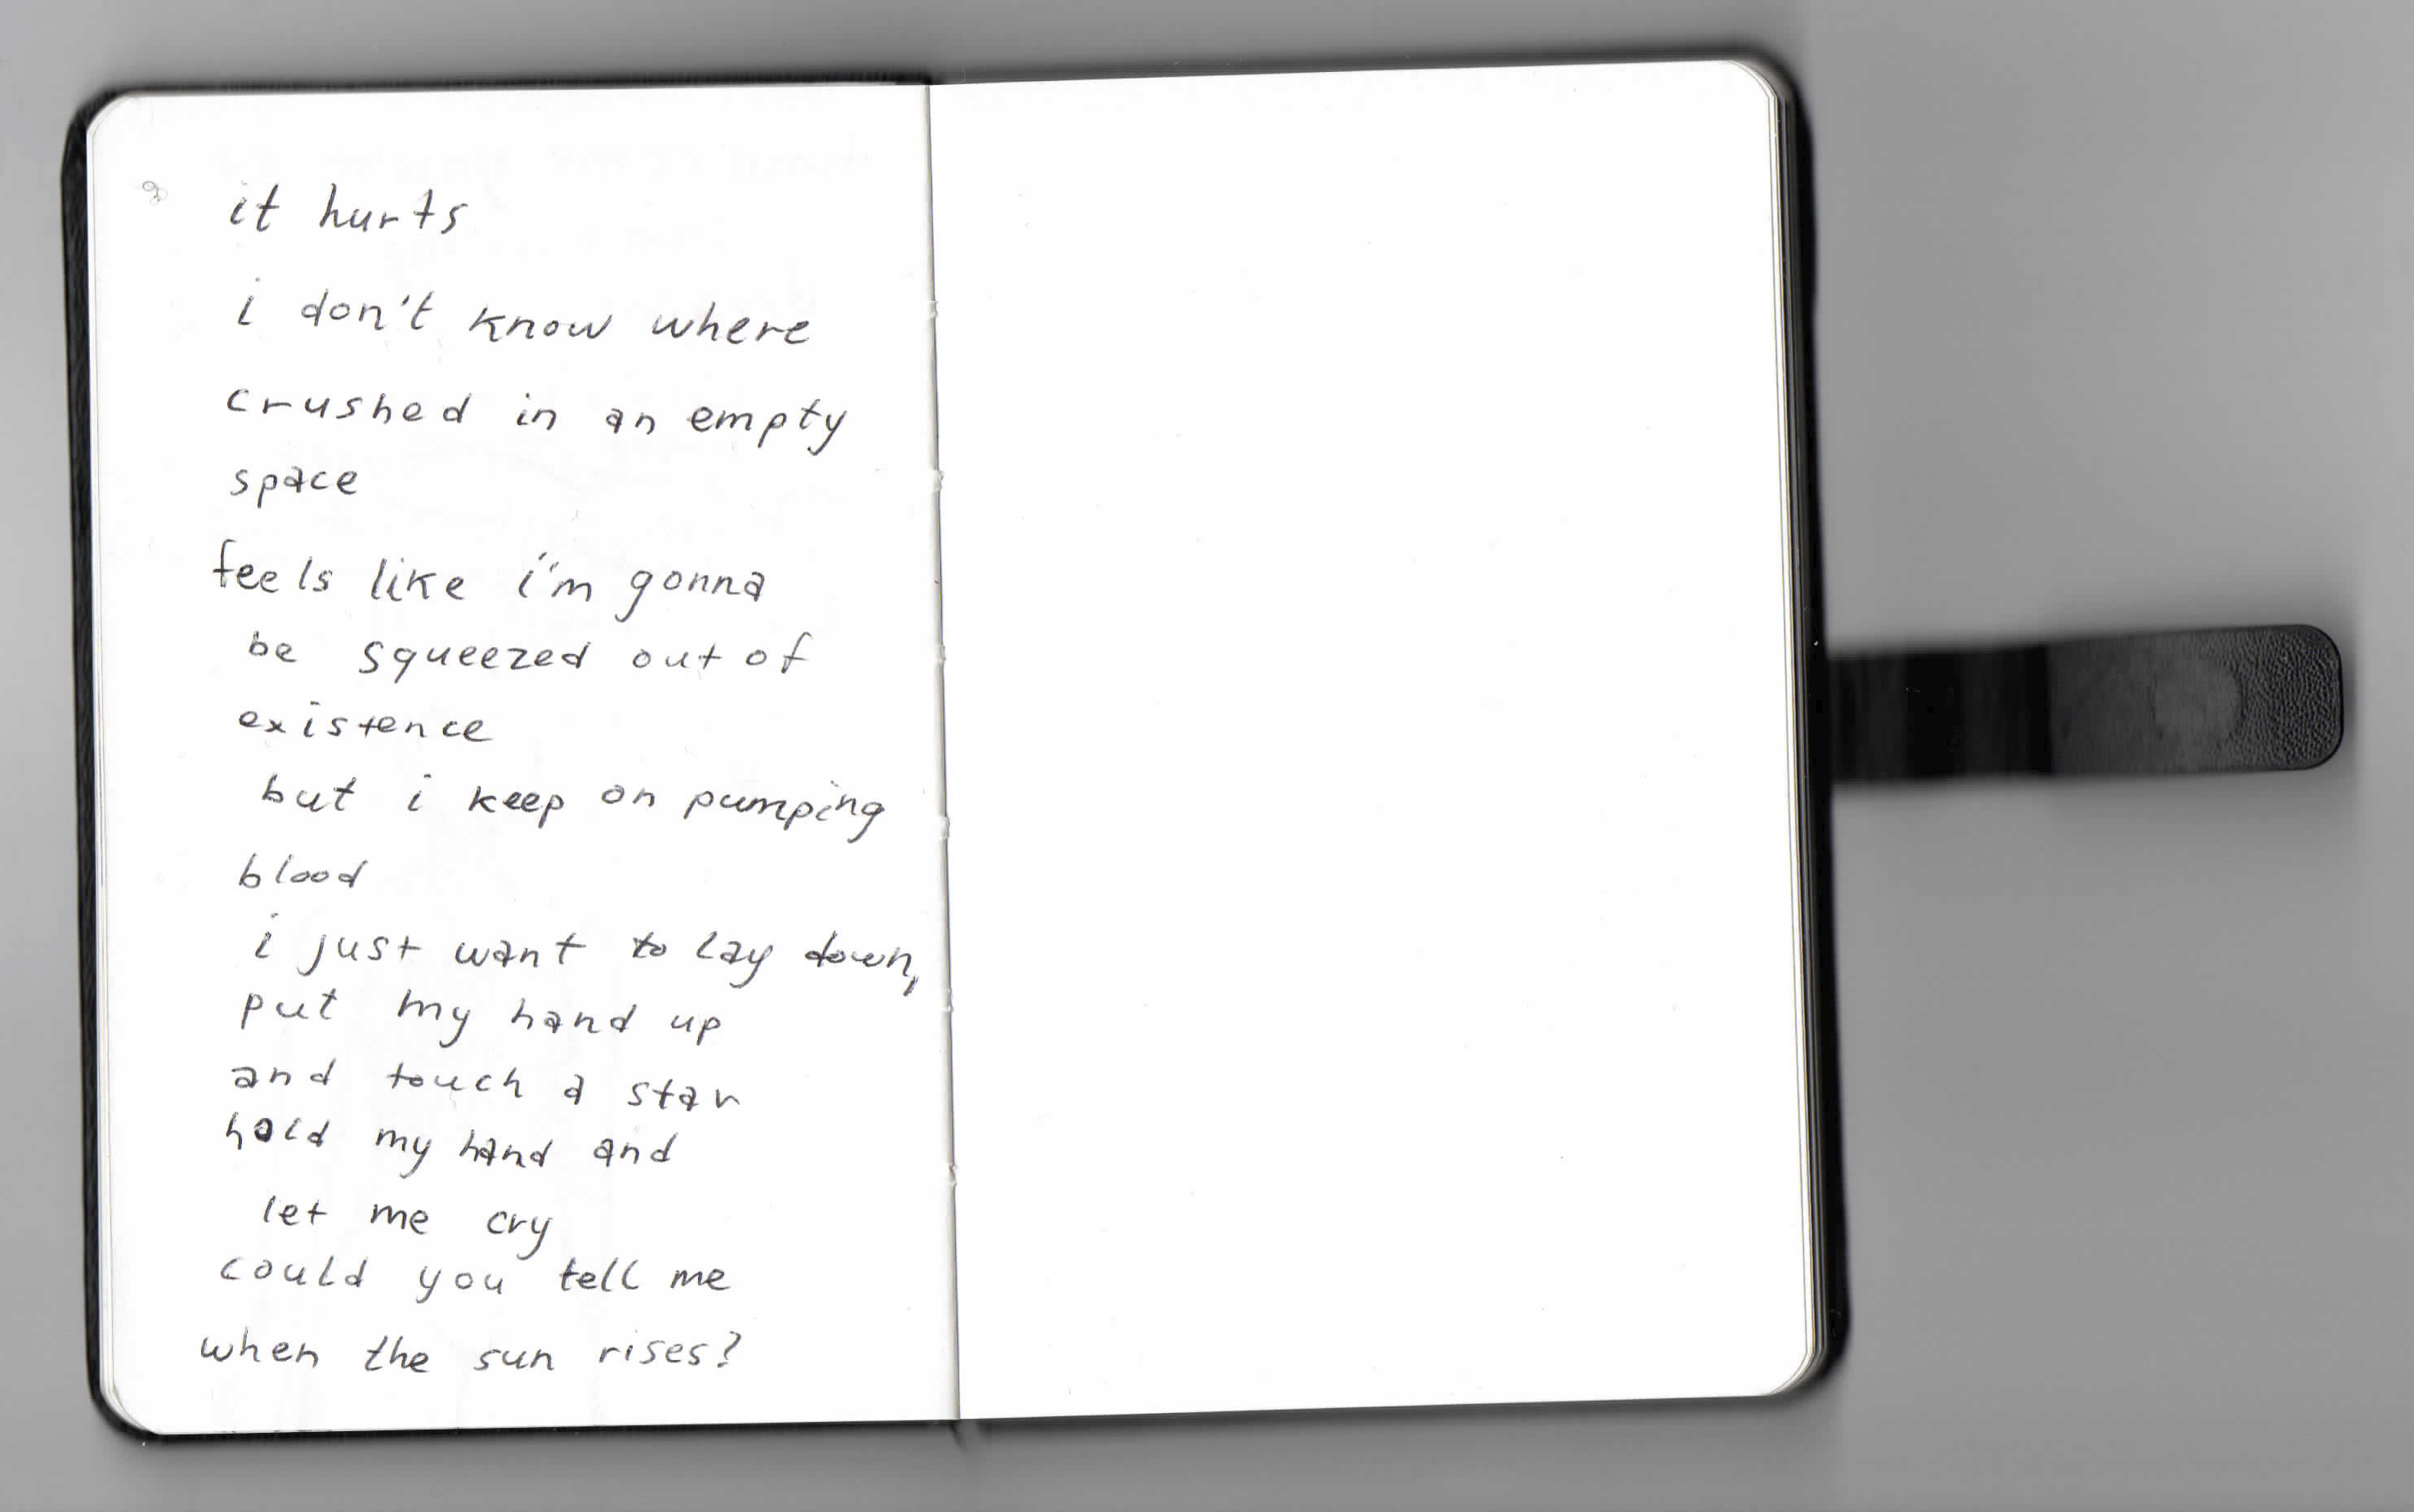 it hurts
i don't know where
crushed in an empty
space
feels like i'm gonna
be squeezed out of
existence
but i keep on pumping
blood
i just want to lay down,
put my hand up
and touch a star
hold my hand and
let me cry
could you tell me
when the sun rises?